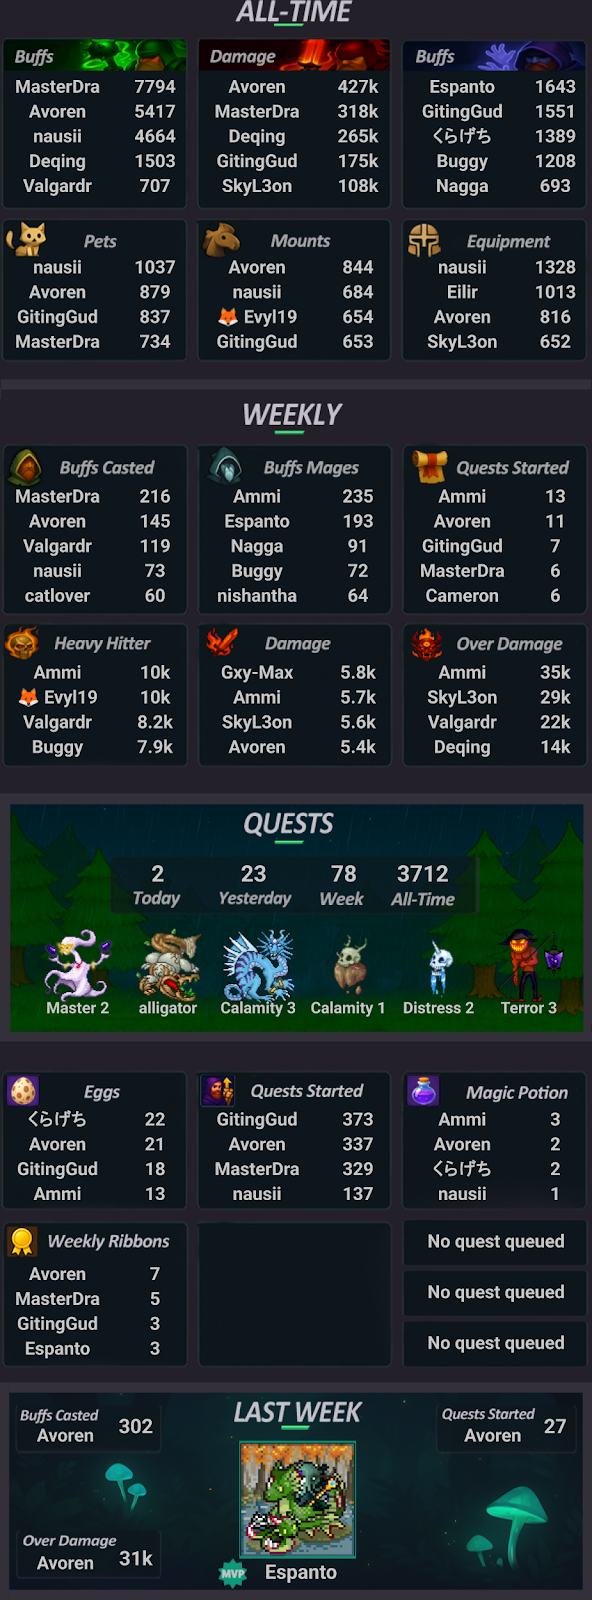 ALL-TIME
Buffs
MasterDra 7794
Avoren 5417
nausii 4664
Deqing 1503
Valgardr 707
Damage
Avoren 427k
MasterDra 318k
Deqing 265k
GitingGud 175k
SkyL3on 108k
Buffs
Espanto 1643
GitingGud 1551
くらげち 1389
Buggy 1208
Nagga 693
Pets
nausii 1037
Avoren 879
GitingGud 837
MasterDra 734
Mounts
Avoren 844
nausii 684
🦊 Evyl19 654
GitingGud 653
Equipment
nausii 1328
Eilir 1013
Avoren 816
SkyL3on 652
WEEKLY
Buffs Casted
MasterDra 216
Avoren 145
Valgardr 119
nausii 73
catlover 60
Buffs Mages
Ammi 235
Espanto 193
Nagga 91
Buggy 72
nishantha 64
Quests Started
Ammi 13
Avoren 11
GitingGud 7
MasterDra 6
Cameron 6
Heavy Hitter
Ammi 10k
🦊 Evyl19 10k
Valgardr 8.2k
Buggy 7.9k
Damage
Gxy-Max 5.8k
Ammi 5.7k
SkyL3on 5.6k
Avoren 5.4k
Over Damage
Ammi 35k
SkyL3on 29k
Valgardr 22k
Deqing 14k
QUESTS
2 23 78 3712
Today Yesterday Week All-Time
Master 2 alligator Calamity 3 Calamity 1 Distress 2 Terror 3
Eggs
くらげち 22
Avoren 21
GitingGud 18
Ammi 13
Quests Started
GitingGud 373
Avoren 337
MasterDra 329
nausii 137
Magic Potion
Ammi 3
Avoren 2
くらげち 2
nausii 1
Weekly Ribbons
Avoren 7
MasterDra 5
GitingGud 3
Espanto 3
No quest queued
No quest queued
No quest queued
LAST WEEK
Buffs Casted
Avoren 302
Quests Started
Avoren 27
Over Damage
Avoren 31k
MVP Espanto